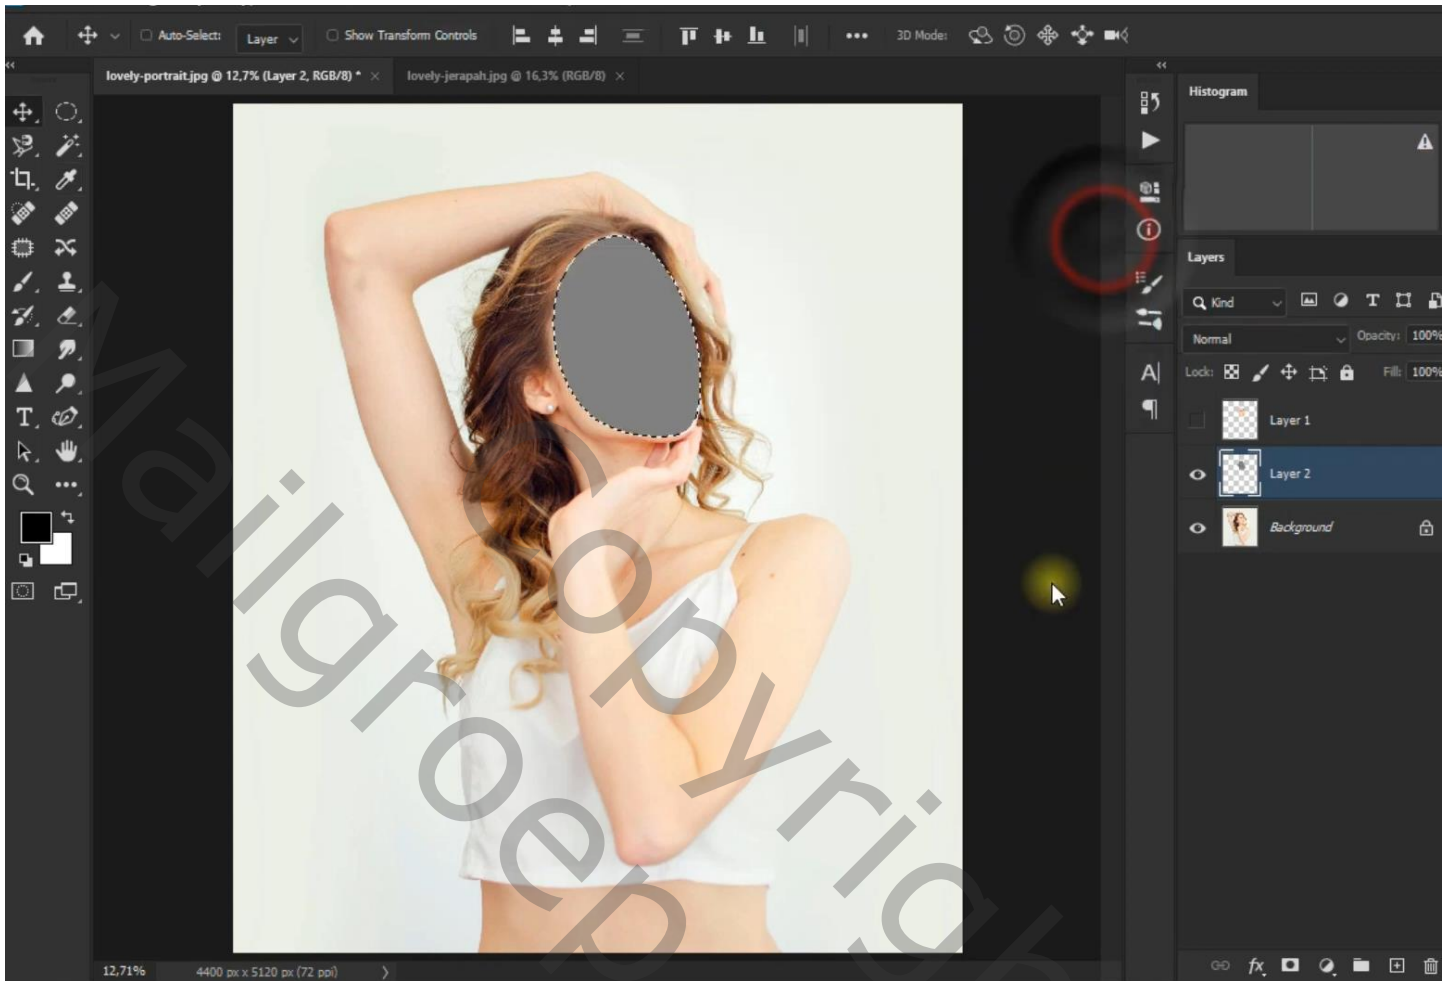 Auto-Select:
Layer
Show Transform Controls
3D Mode:
lovely-portrait.jpg @ 12,7% (Layer 2, RGB/8) * ×
lovely-jerapah.jpg @ 16,3% (RGB/8) ×
Histogram
Layers
Kind
Normal
Opacity: 100%
Lock:
Fill: 100%
Layer 1
Layer 2
Background
fx
12,71%
4400 px x 5120 px (72 ppi)
Copyrigh
Mailgroep